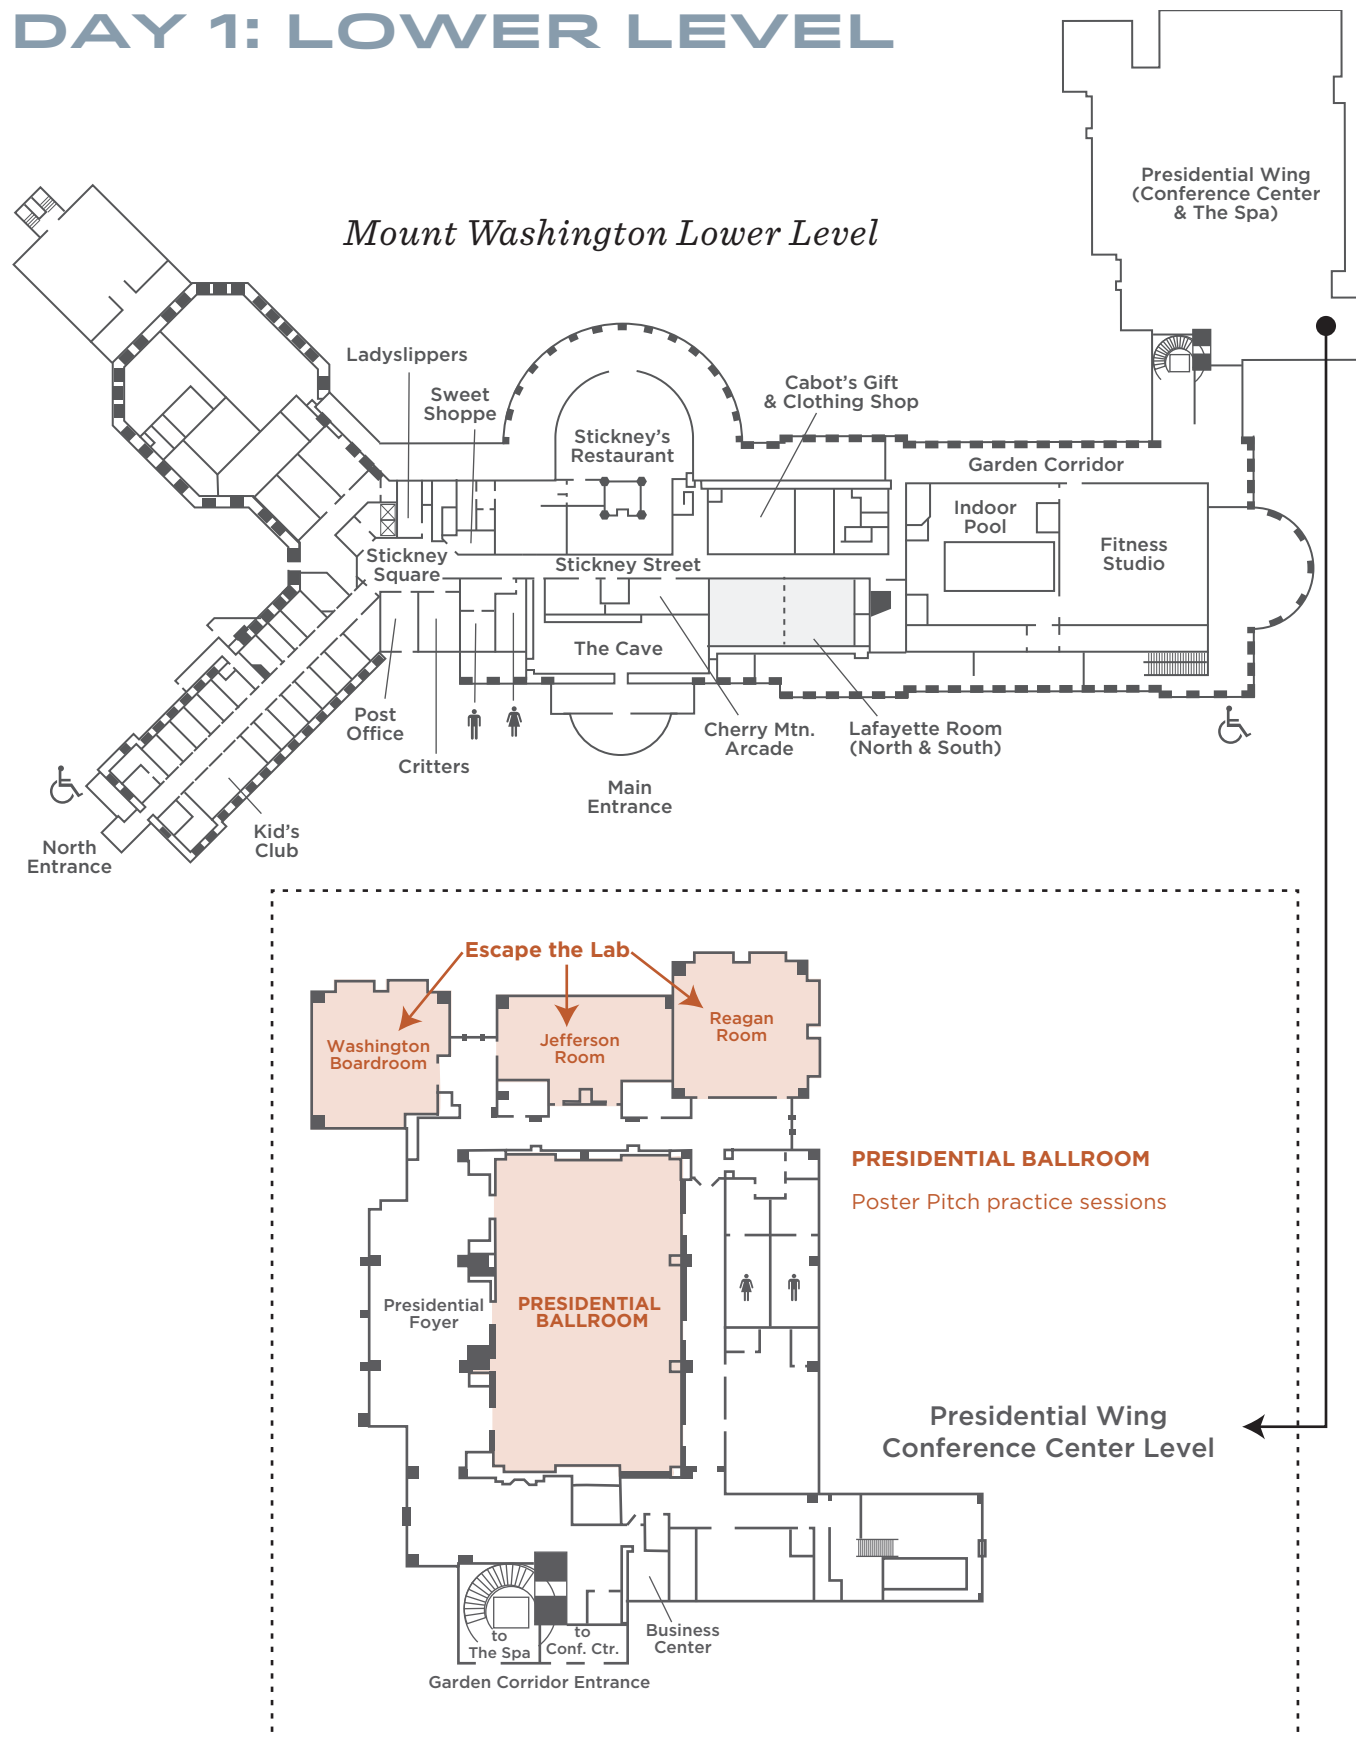 DAY 1: LOWER LEVEL
Presidential Wing
(Conference Center
& The Spa)
Mount Washington Lower Level
Ladyslippers
Sweet
Shoppe
Cabot's Gift
& Clothing Shop
Stickney's
Restaurant
Garden Corridor
Indoor
Pool
Fitness
Studio
Stickney
Square
Stickney Street
The Cave
Post
Office
Critters
Cherry Mtn.
Arcade
Lafayette Room
(North & South)
Main
Entrance
Kid's
Club
North
Entrance
Escape the Lab
Washington
Boardroom
Jefferson
Room
Reagan
Room
PRESIDENTIAL BALLROOM
Poster Pitch practice sessions
Presidential
Foyer
PRESIDENTIAL
BALLROOM
Presidential Wing
Conference Center Level
to
The Spa
to
Conf. Ctr.
Business
Center
Garden Corridor Entrance